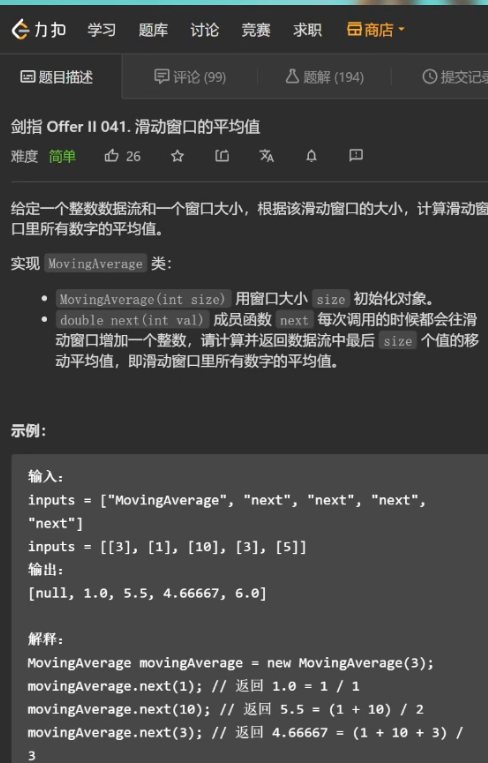 力扣 学习 题库 讨论 竞赛 求职 商店
题目描述 评论 (99) 题解 (194) 提交记录
剑指 Offer II 041. 滑动窗口的平均值
难度 简单 26
给定一个整数数据流和一个窗口大小，根据该滑动窗口的大小，计算滑动窗
口里所有数字的平均值。
实现 MovingAverage 类：
• MovingAverage(int size) 用窗口大小 size 初始化对象。
• double next(int val) 成员函数 next 每次调用的时候都会往滑
动窗口增加一个整数，请计算并返回数据流中最后 size 个值的移
动平均值，即滑动窗口里所有数字的平均值。
示例：
输入：
inputs = ["MovingAverage", "next", "next", "next",
"next"]
inputs = [[3], [1], [10], [3], [5]]
输出：
[null, 1.0, 5.5, 4.66667, 6.0]
解释：
MovingAverage movingAverage = new MovingAverage(3);
movingAverage.next(1); // 返回 1.0 = 1 / 1
movingAverage.next(10); // 返回 5.5 = (1 + 10) / 2
movingAverage.next(3); // 返回 4.66667 = (1 + 10 + 3) /
3